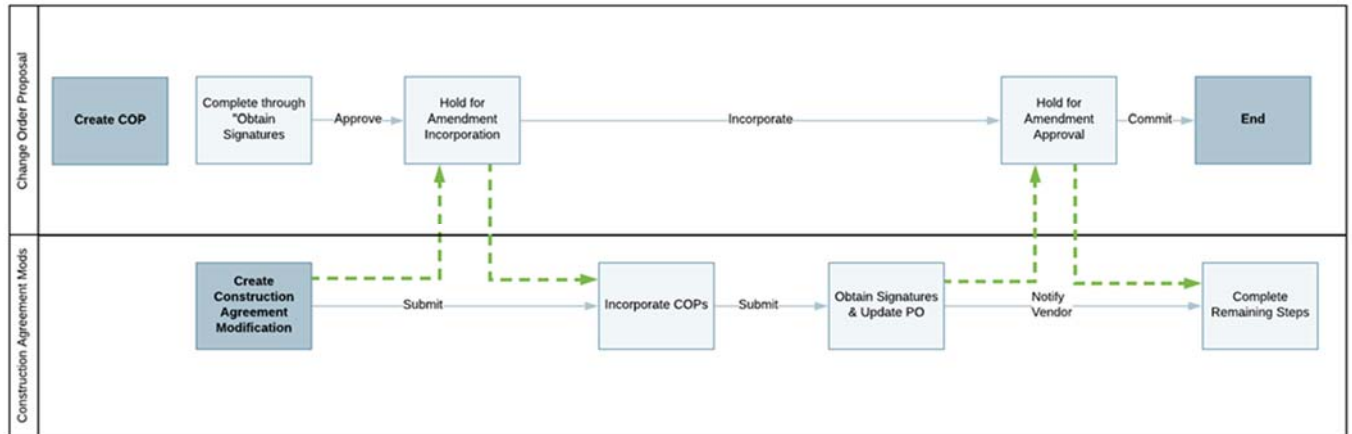 Change Order Proposal
Create COP
Complete through
"Obtain
Signatures
Approve
Hold for
Amendment
Incorporation
Incorporate
Hold for
Amendment
Approval
Commit
End
Construction Agreement Mods
Create
Construction
Agreement
Modification
Submit
Incorporate COPs
Submit
Obtain Signatures
& Update PO
Notify
Vendor
Complete
Remaining Steps